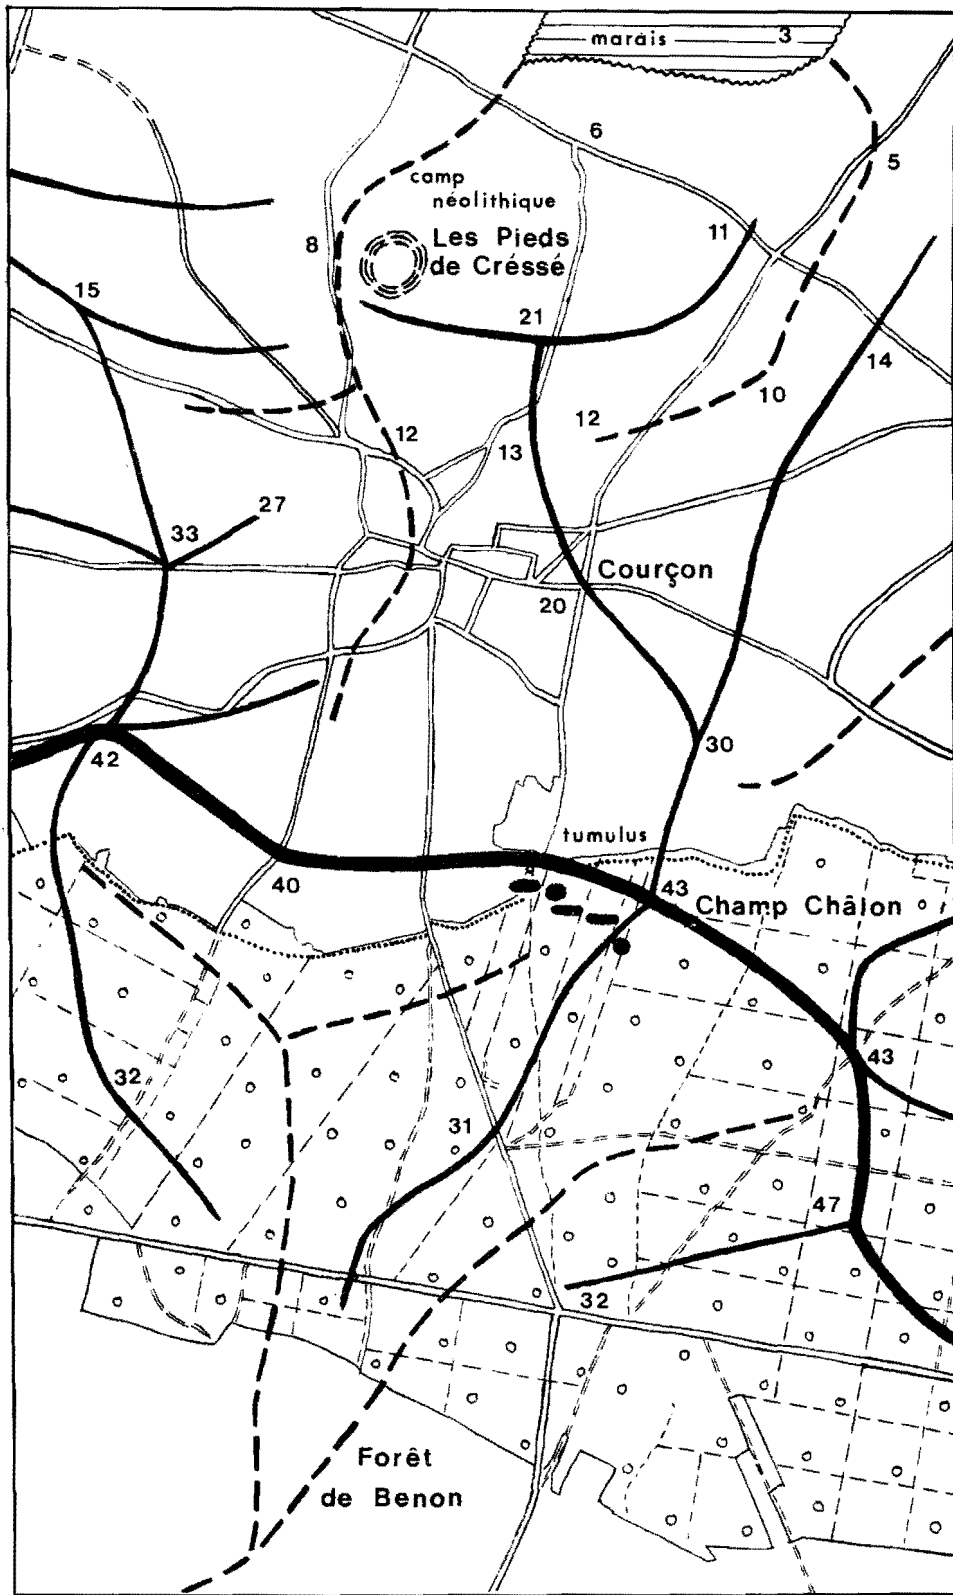 marais 3
6
5
camp
néolithique
Les Pieds
de Créssé
8
11
15
21
14
10
12
12
13
27
33
Courçon
20
30
42
tumulus
40
43
Champ Châlon
43
32
31
47
32
Forêt
de Benon